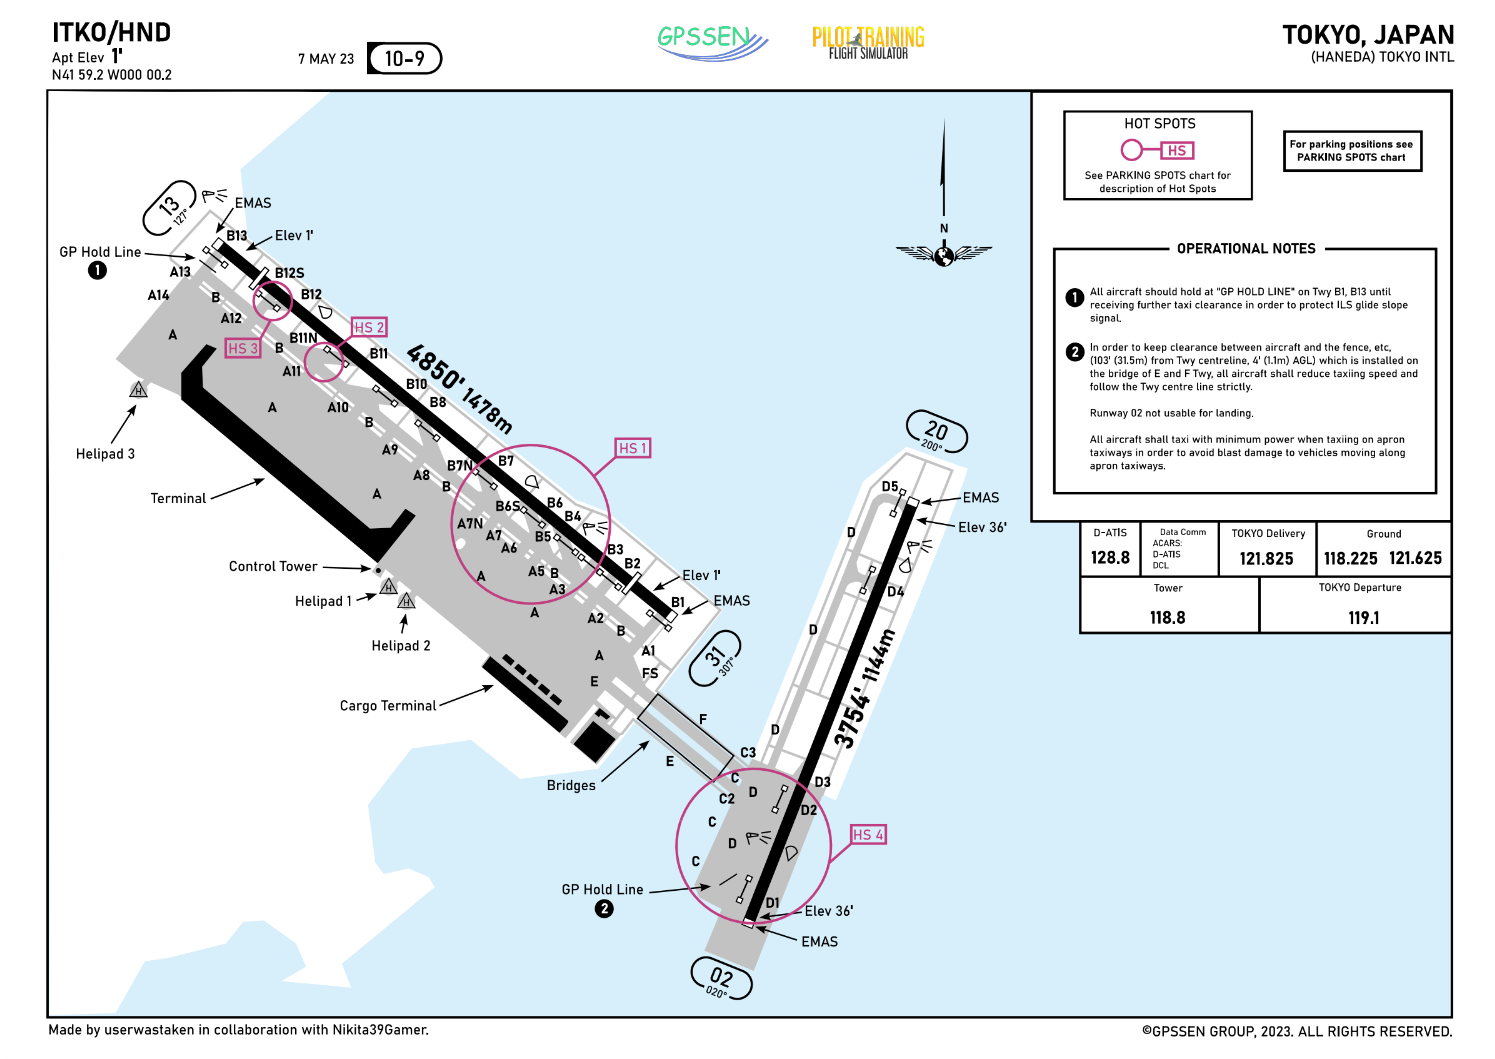 ITKO/HND
Apt Elev 1'
N41 59.2 W000 00.2
7 MAY 23
10-9
GPSSEN
PILOT TRAINING
FLIGHT SIMULATOR
TOKYO, JAPAN
(HANEDA) TOKYO INTL
HOT SPOTS
HS
See PARKING SPOTS chart for
description of Hot Spots
For parking positions see
PARKING SPOTS chart
OPERATIONAL NOTES
1 All aircraft should hold at "GP HOLD LINE" on Twy B1, B13 until
receiving further taxi clearance in order to protect ILS glide slope
signal.
2 In order to keep clearance between aircraft and the fence, etc,
(103' (31.5m) from Twy centreline, 4' (1.1m) AGL) which is installed on
the bridge of E and F Twy, all aircraft shall reduce taxiing speed and
follow the Twy centre line strictly.
Runway 02 not usable for landing.
All aircraft shall taxi with minimum power when taxiing on apron
taxiways in order to avoid blast damage to vehicles moving along
apron taxiways.
D-ATIS
128.8
Data Comm
ACARS:
D-ATIS
DCL
TOKYO Delivery
121.825
Ground
118.225 121.625
Tower
118.8
TOKYO Departure
119.1
N
13
127°
EMAS
B13
Elev 1'
GP Hold Line
1
A13
B12S
A14
B
B12
A12
A
HS 3
B11N
HS 2
B
B11
A11
4850' 1478m
B10
H
A
A10
B8
B
Helipad 3
A9
B7N
B7
HS 1
A8
B
Terminal
A
B6S
B6
A7N
B4
A7
B5
A6
B3
B2
Control Tower
A
A5
B
Elev 1'
A3
H
Helipad 1
H
B1
EMAS
A
A2
Helipad 2
B
A1
31
307°
A
FS
E
Cargo Terminal
F
E
Bridges
20
200°
D5
EMAS
Elev 36'
D
D4
D
3754' 1144m
D
C3
C
D3
D
C2
D2
C
D
HS 4
C
GP Hold Line
2
D1
Elev 36'
EMAS
02
020°
Made by userwastaken in collaboration with Nikita39Gamer.
©GPSSEN GROUP, 2023. ALL RIGHTS RESERVED.